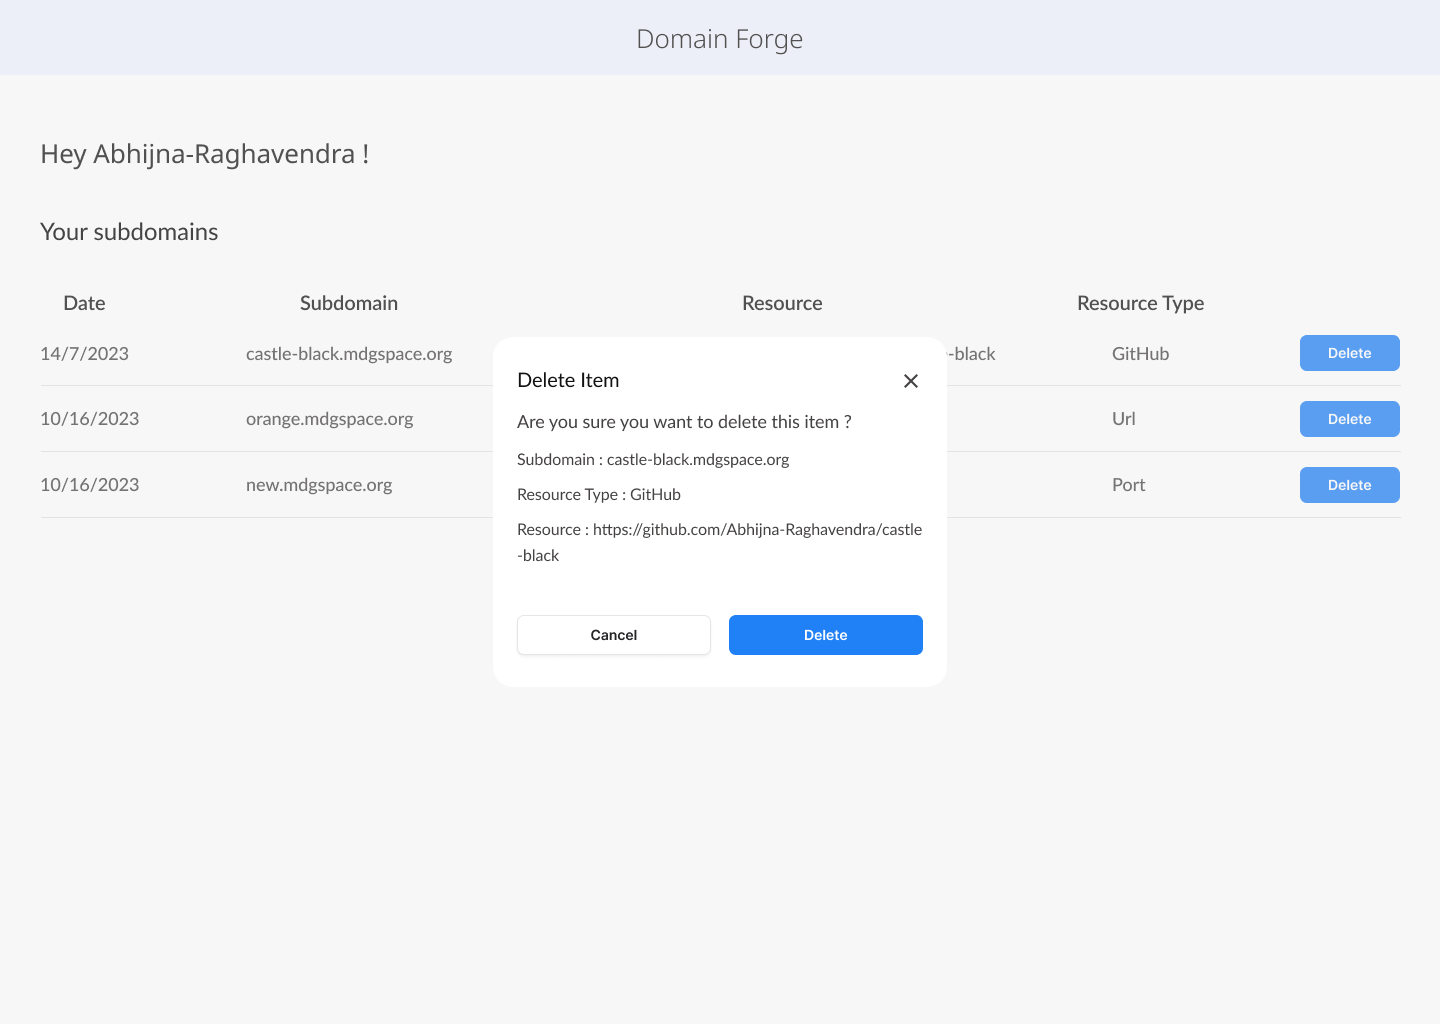 Domain Forge
Hey Abhijna-Raghavendra !
Your subdomains
Date Subdomain Resource Resource Type
14/7/2023 castle-black.mdgspace.org -black GitHub Delete
10/16/2023 orange.mdgspace.org Url Delete
10/16/2023 new.mdgspace.org Port Delete
Delete Item
Are you sure you want to delete this item ?
Subdomain : castle-black.mdgspace.org
Resource Type : GitHub
Resource : https://github.com/Abhijna-Raghavendra/castle
-black
Cancel Delete